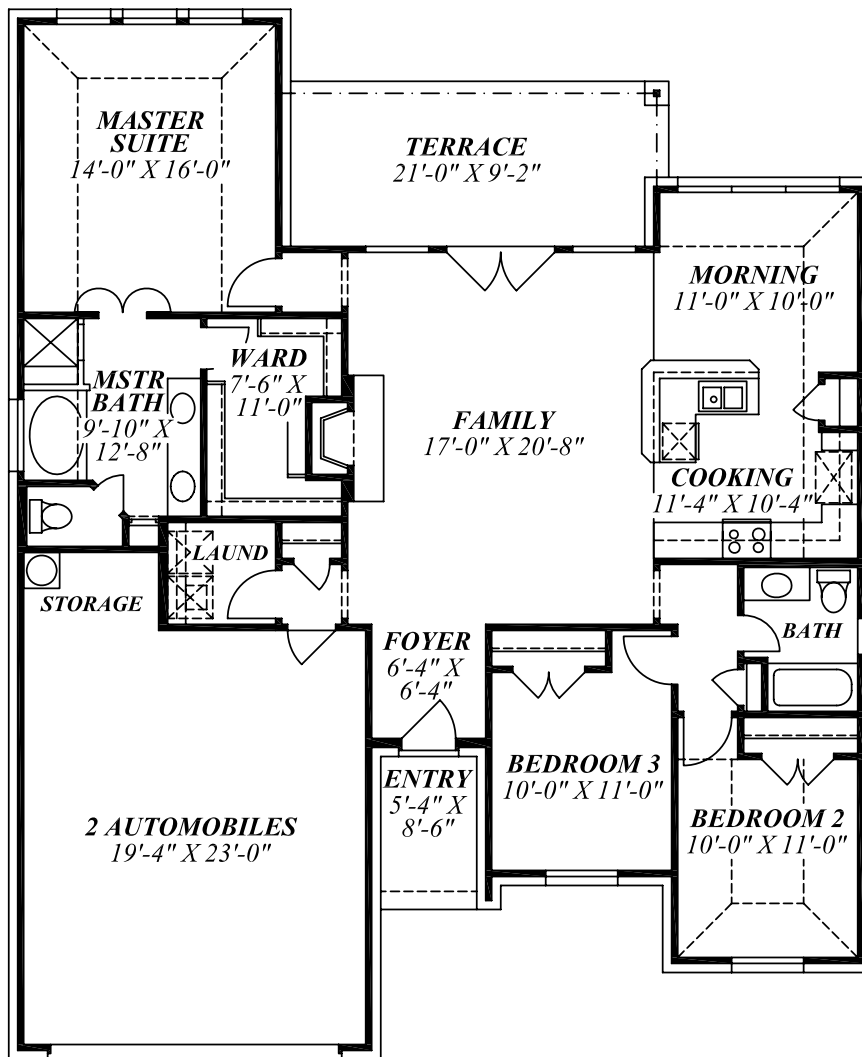 MASTER
SUITE
14'-0" X 16'-0"
TERRACE
21'-0" X 9'-2"
MORNING
11'-0" X 10'-0"
MSTR
BATH
9'-10" X
12'-8"
WARD
7'-6" X
11'-0"
FAMILY
17'-0" X 20'-8"
COOKING
11'-4" X 10'-4"
LAUND
STORAGE
FOYER
6'-4" X
6'-4"
BATH
ENTRY
5'-4" X
8'-6"
BEDROOM 3
10'-0" X 11'-0"
BEDROOM 2
10'-0" X 11'-0"
2 AUTOMOBILES
19'-4" X 23'-0"